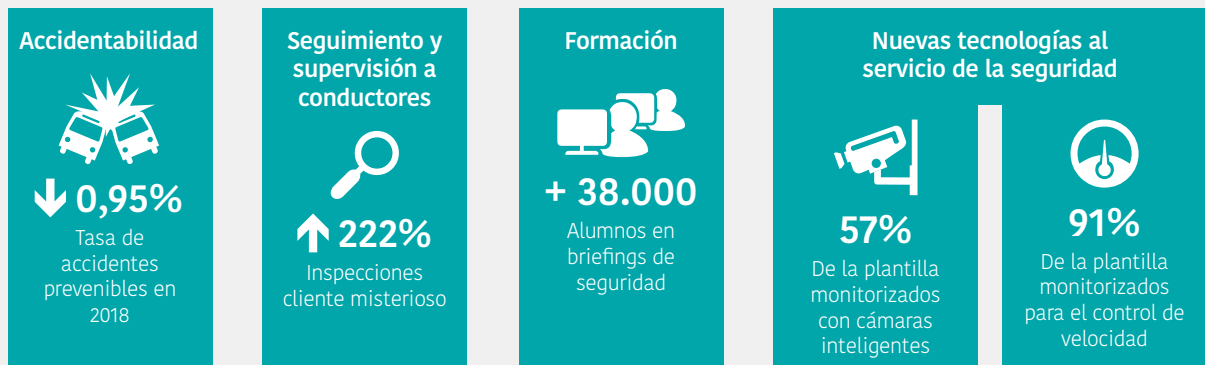 Accidentabilidad
0,95%
Tasa de
accidentes
prevenibles en
2018
Seguimiento y
supervisión a
conductores
222%
Inspecciones
cliente misterioso
Formación
+ 38.000
Alumnos en
briefings de
seguridad
Nuevas tecnologías al
servicio de la seguridad
57%
De la plantilla
monitorizados
con cámaras
inteligentes
91%
De la plantilla
monitorizados
para el control de
velocidad